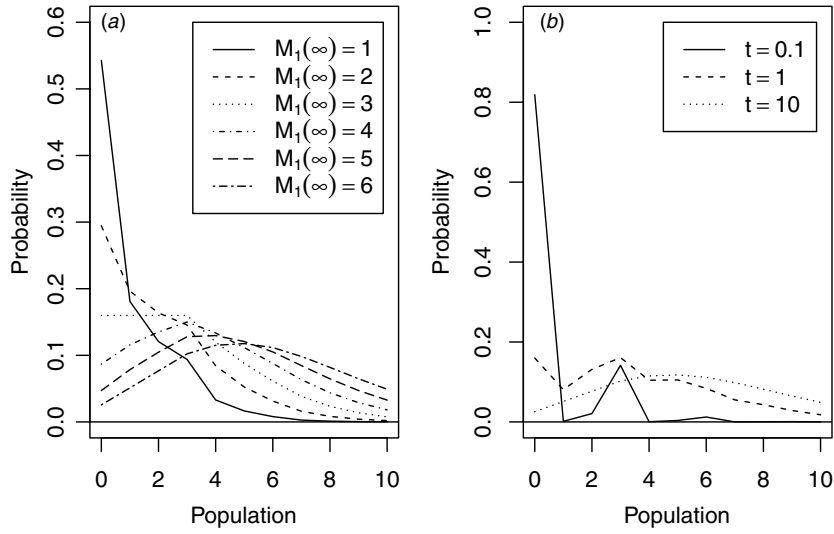 (a)
M₁(∞) = 1
M₁(∞) = 2
M₁(∞) = 3
M₁(∞) = 4
M₁(∞) = 5
M₁(∞) = 6
Probability
0.0
0.1
0.2
0.3
0.4
0.5
0.6
0 2 4 6 8 10
Population
(b)
t = 0.1
t = 1
t = 10
Probability
0.0
0.2
0.4
0.6
0.8
1.0
0 2 4 6 8 10
Population